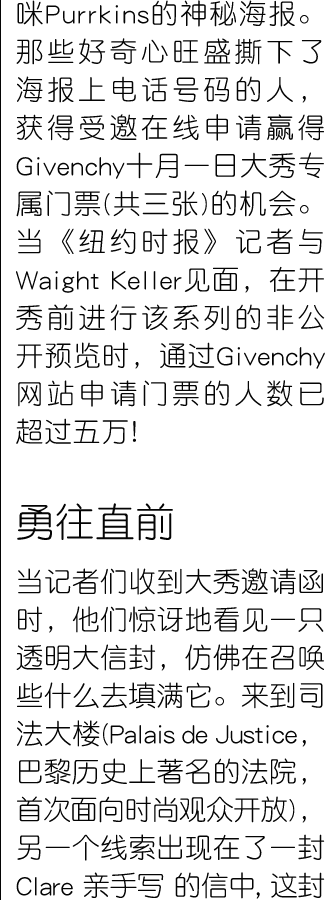 咪Purrkins的神秘海报。
那些好奇心旺盛撕下了
海报上电话号码的人，
获得受邀在线申请赢得
Givenchy十月一日大秀专
属门票(共三张)的机会。
当《纽约时报》记者与
Waight Keller见面，在开
秀前进行该系列的非公
开预览时，通过Givenchy
网站申请门票的人数已
超过五万!
勇往直前
当记者们收到大秀邀请函
时，他们惊讶地看见一只
透明大信封，仿佛在召唤
些什么去填满它。来到司
法大楼(Palais de Justice，
巴黎历史上著名的法院，
首次面向时尚观众开放)，
另一个线索出现在了一封
Clare 亲手写 的信中, 这封